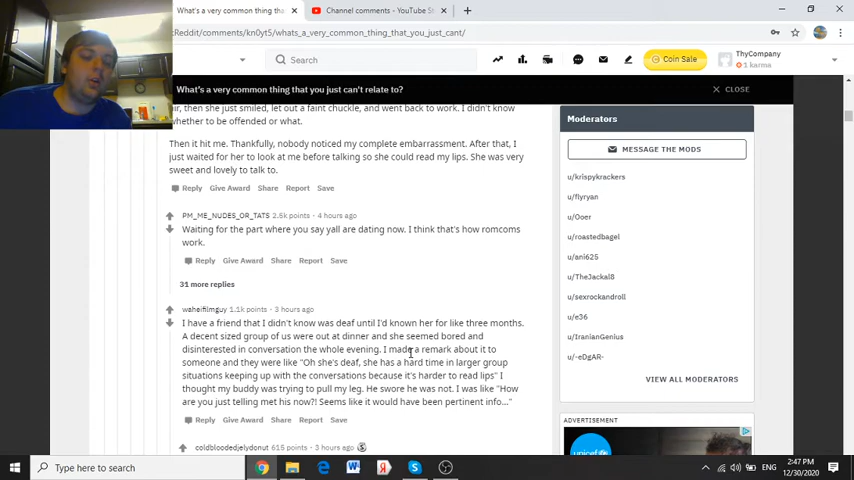 What's a very common thing tha
Channel comments - YouTube St
Reddit/comments/kn0yt5/whats_a_very_common_thing_that_you_just_cant/
Search
Coin Sale
ThyCompany
1 karma
What's a very common thing that you just can't relate to?
CLOSE
air, then she just smiled, let out a faint chuckle, and went back to work. I didn't know
whether to be offended or what.
Then it hit me. Thankfully, nobody noticed my complete embarrassment. After that, I
just waited for her to look at me before talking so she could read my lips. She was very
sweet and lovely to talk to.
Reply Give Award Share Report Save
PM_ME_NUDES_OR_TATS 2.5k points · 4 hours ago
Waiting for the part where you say yall are dating now. I think that's how romcoms
work.
Reply Give Award Share Report Save
31 more replies
waheifilmguy 1.1k points · 3 hours ago
I have a friend that I didn't know was deaf until I'd known her for like three months.
A decent sized group of us were out at dinner and she seemed bored and
disinterested in conversation the whole evening. I made a remark about it to
someone and they were like "Oh she's deaf, she has a hard time in larger group
situations keeping up with the conversations because it's harder to read lips" I
thought my buddy was trying to pull my leg. He swore he was not. I was like "How
are you just telling met his now?! Seems like it would have been pertinent info..."
Reply Give Award Share Report Save
coldbloodedjelydonut 615 points · 3 hours ago
Moderators
MESSAGE THE MODS
u/krispykrackers
u/flyryan
u/Ooer
u/roastedbagel
u/ani625
u/TheJackal8
u/sexrockandroll
u/e36
u/IranianGenius
u/-eDgAR-
VIEW ALL MODERATORS
ADVERTISEMENT
unicef
Type here to search
ENG
2:47 PM
12/30/2020